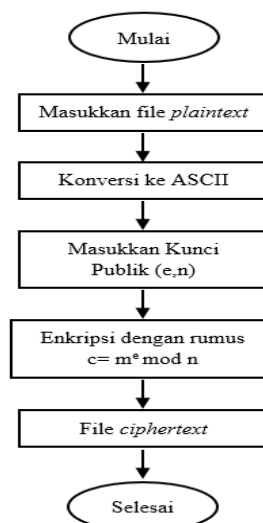 Mulai
Masukkan file plaintext
Konversi ke ASCII
Masukkan Kunci
Publik (e,n)
Enkripsi dengan rumus
c= mᵉ mod n
File ciphertext
Selesai